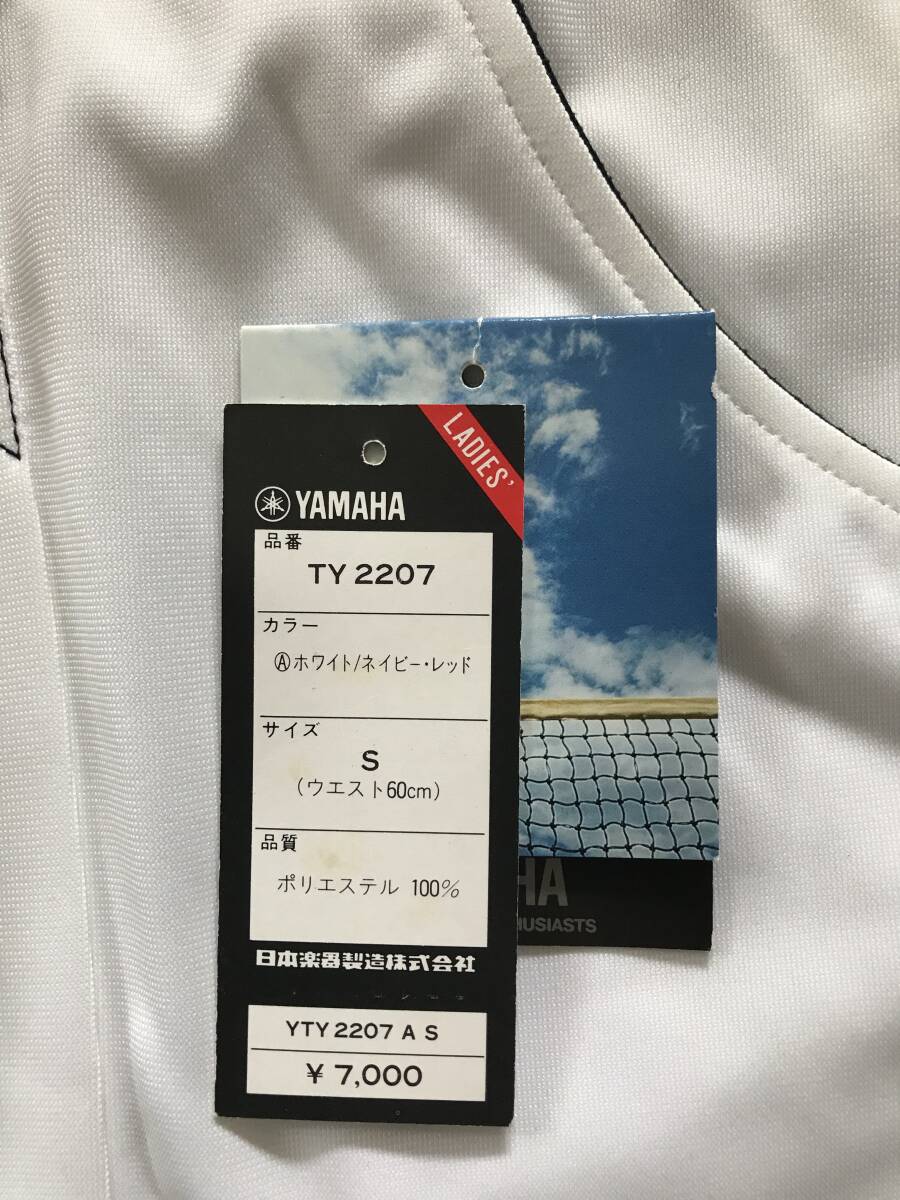 LADIES'
YAMAHA
品番
TY 2207
カラー
Ⓐホワイト/ネイビー・レッド
サイズ
S
(ウエスト60cm)
品質
ポリエステル 100%
日本楽器製造株式会社
YTY 2207 A S
¥ 7,000
HA
HUSIASTS